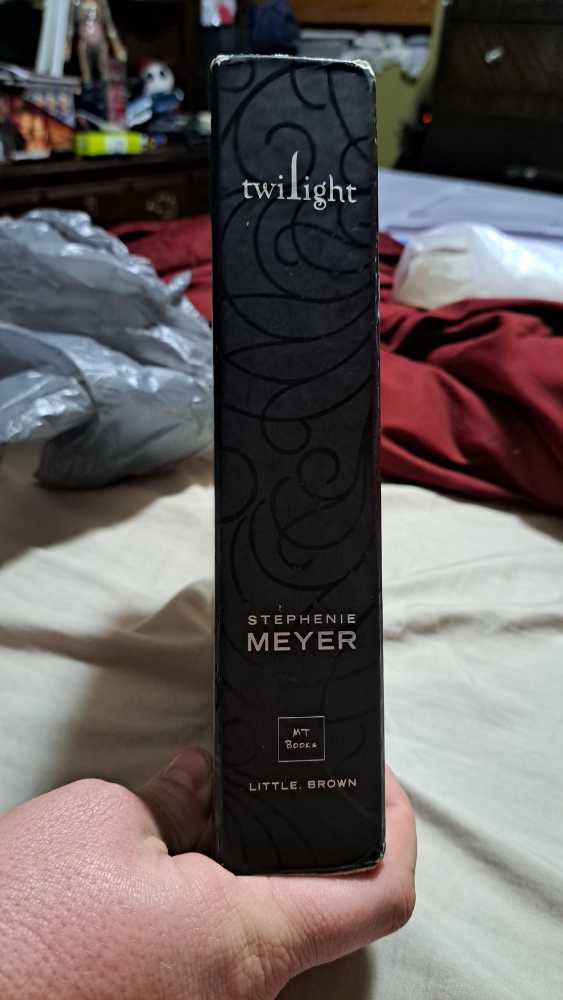 twilight
STEPHENIE
MEYER
MT
BOOKS
LITTLE, BROWN